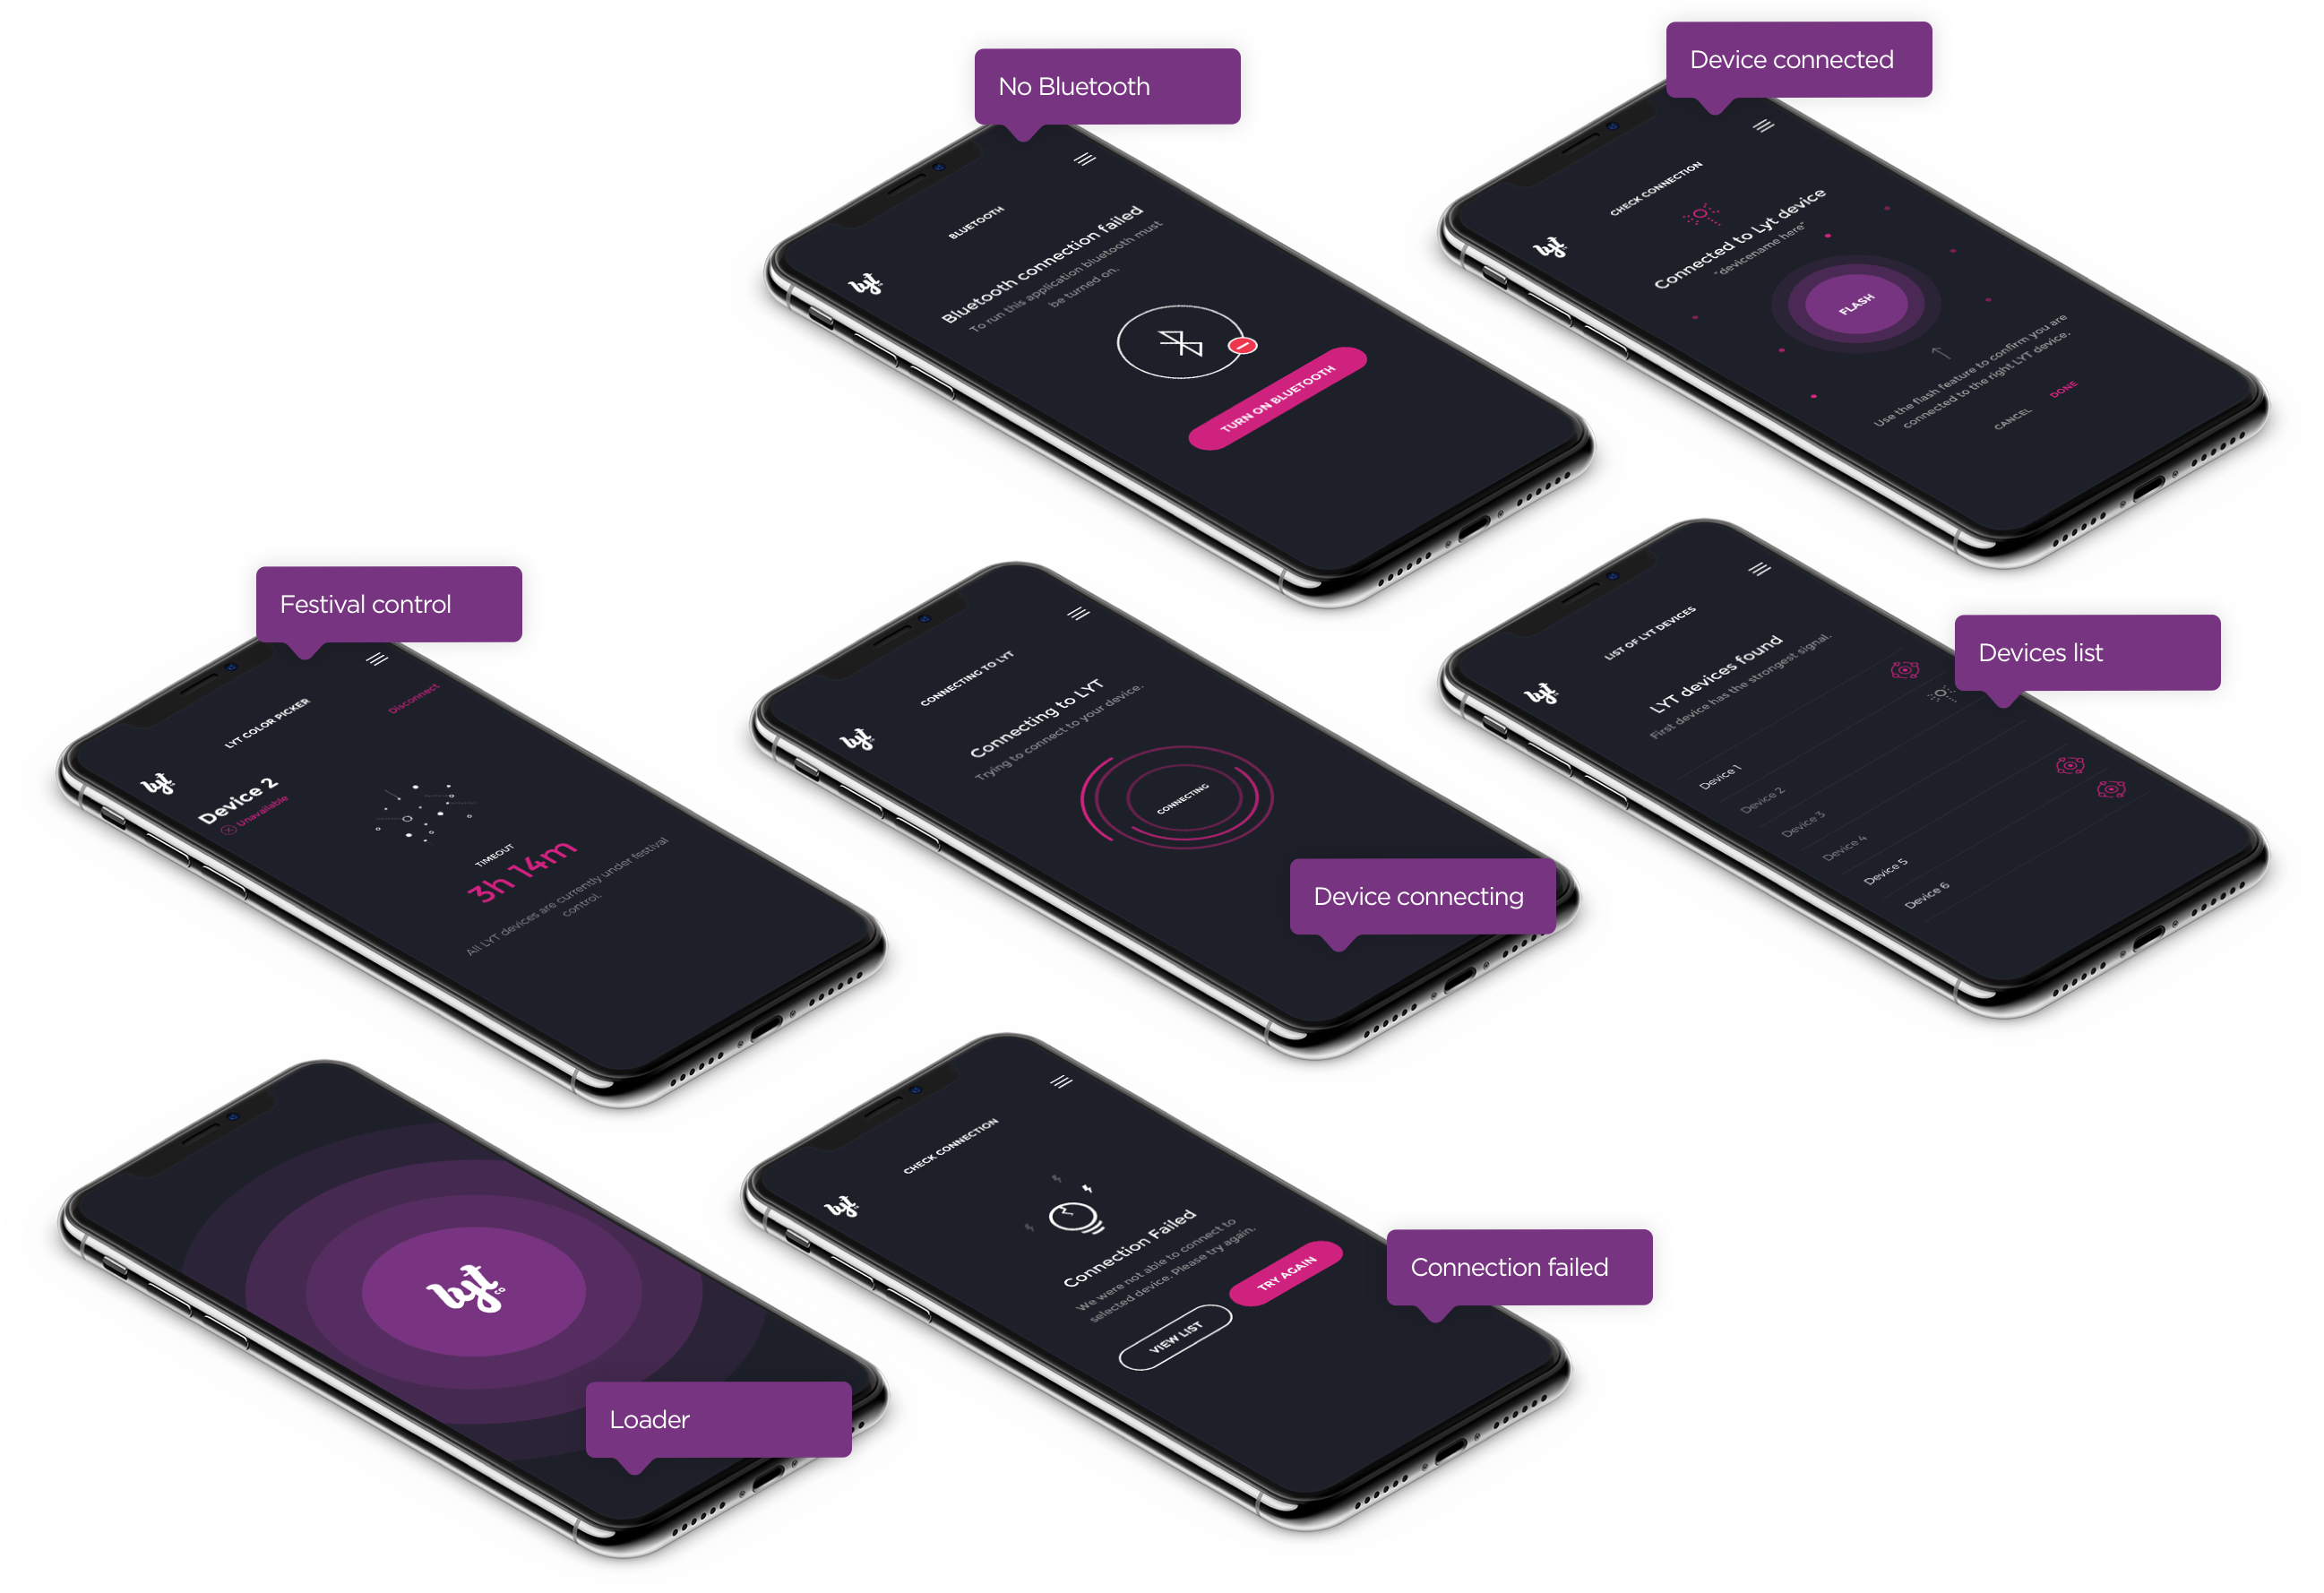 No Bluetooth
lyt
BLUETOOTH
Bluetooth connection failed
To run this application bluetooth must
be turned on.
TURN ON BLUETOOTH
Device connected
lyt
CHECK CONNECTION
Connected to Lyt device
"devicename here"
FLASH
Use the flash feature to confirm you are
connected to the right LYT device.
CANCEL
DONE
Festival control
lyt
LYT COLOR PICKER
Disconnect
Device 2
Unavailable
TIMEOUT
3h 14m
All LYT devices are currently under festival
control.
lyt
CONNECTING TO LYT
Connecting to LYT
Trying to connect to your device.
CONNECTING
Device connecting
lyt
LIST OF LYT DEVICES
LYT devices found
First device has the strongest signal.
Devices list
Device 1
Device 2
Device 3
Device 4
Device 5
Device 6
lyt
co
Loader
lyt
CHECK CONNECTION
Connection Failed
We were not able to connect to
selected device. Please try again.
VIEW LIST
TRY AGAIN
Connection failed